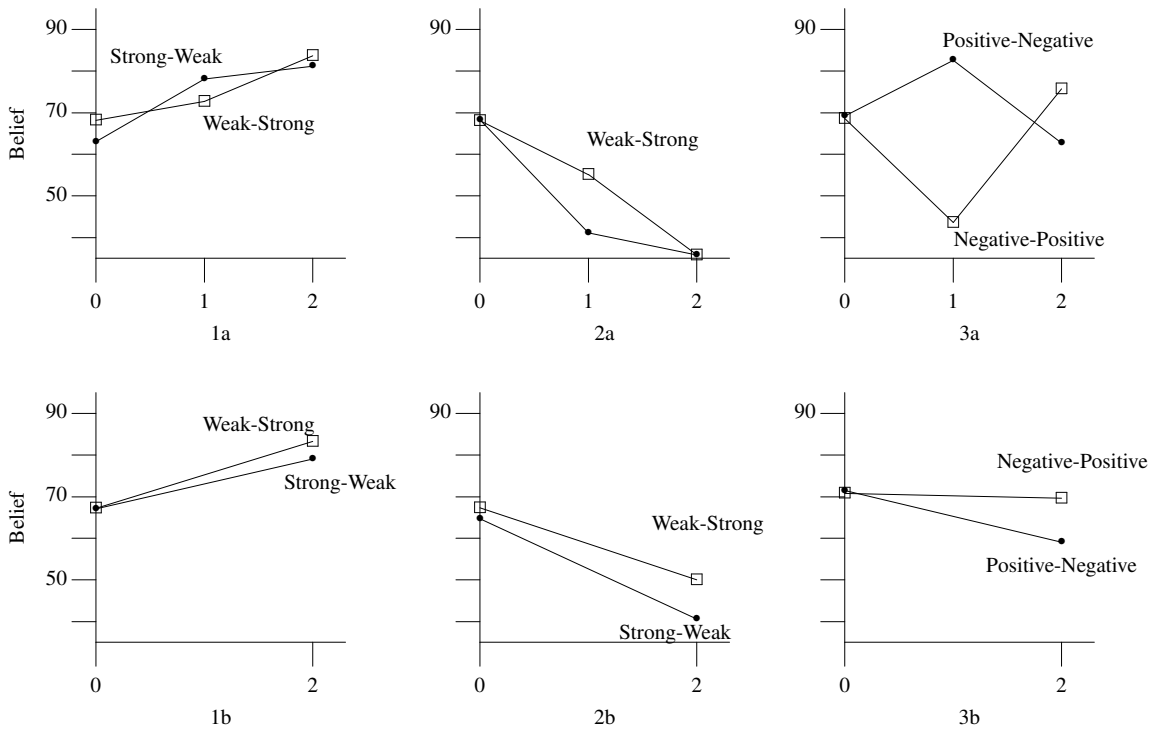 90
70
50
Belief
Strong-Weak
Weak-Strong
0 1 2
1a
90
Weak-Strong
0 1 2
2a
90
Positive-Negative
Negative-Positive
0 1 2
3a
90
70
50
Belief
Weak-Strong
Strong-Weak
0 2
1b
90
Weak-Strong
Strong-Weak
0 2
2b
90
Negative-Positive
Positive-Negative
0 2
3b